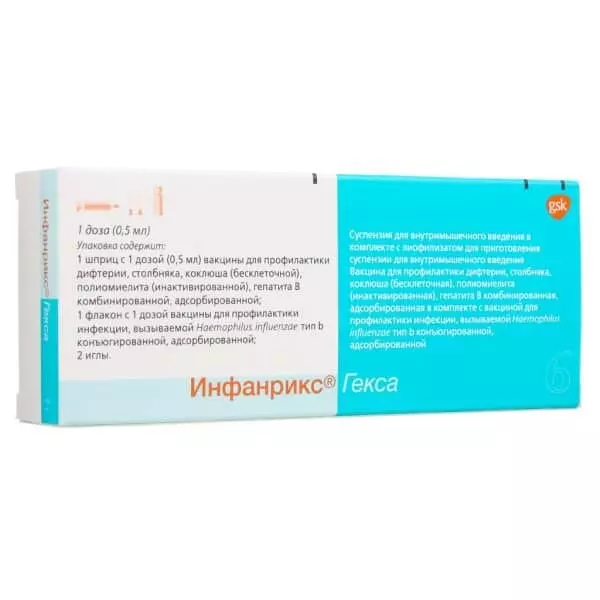 Инфанрикс® Гекса
1 доза (0,5 мл)
Упаковка содержит:
1 шприц с 1 дозой (0,5 мл) вакцины для профилактики
дифтерии, столбняка, коклюша (бесклеточной),
полиомиелита (инактивированной), гепатита В
комбинированной, адсорбированной;
1 флакон с 1 дозой вакцины для профилактики
инфекции, вызываемой Haemophilus influenzae тип b
конъюгированной, адсорбированной;
2 иглы.
gsk
Суспензия для внутримышечного введения в
комплекте с лиофилизатом для приготовления
суспензии для внутримышечного введения
Вакцина для профилактики дифтерии, столбняка,
коклюша (бесклеточная), полиомиелита
(инактивированная), гепатита В комбинированная,
адсорбированная в комплекте с вакциной для
профилактики инфекции, вызываемой Haemophilus
influenzae тип b конъюгированной,
адсорбированной
Инфанрикс® Гекса
6